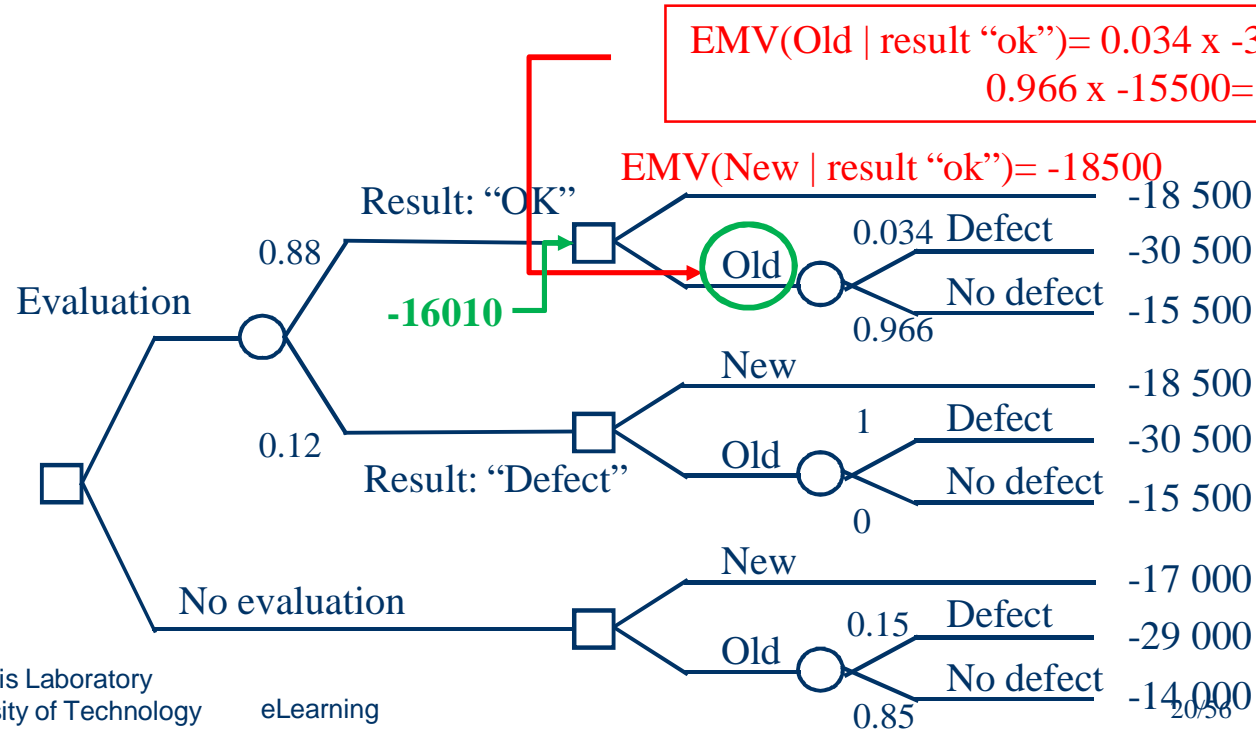 EMV(Old | result “ok”)= 0.034 x -3
0.966 x -15500=
EMV(New | result “ok”)= -18500
Result: “OK”
-18 500
0.88
0.034 Defect
-30 500
Old
Evaluation
-16010
No defect
-15 500
0.966
New
-18 500
1
Defect
-30 500
0.12
Old
Result: “Defect”
No defect
-15 500
0
New
-17 000
No evaluation
0.15
Defect
-29 000
Old
is Laboratory
No defect
-14 000
sity of Technology
eLearning
0.85
20/56